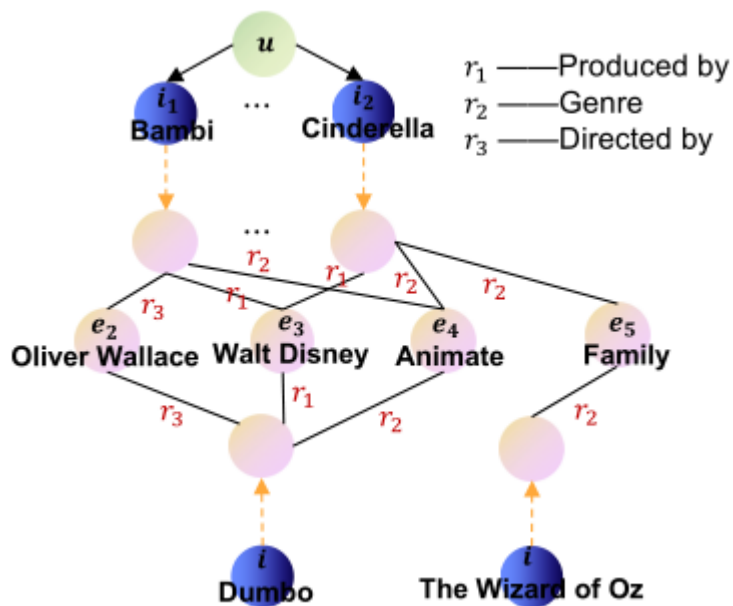 u
i₁
Bambi
...
i₂
Cinderella
r₁ ——Produced by
r₂ ——Genre
r₃ ——Directed by
...
r₂
r₁
r₂
r₂
r₃
r₁
e₂
Oliver Wallace
e₃
Walt Disney
e₄
Animate
e₅
Family
r₃
r₁
r₂
r₂
i
Dumbo
i
The Wizard of Oz